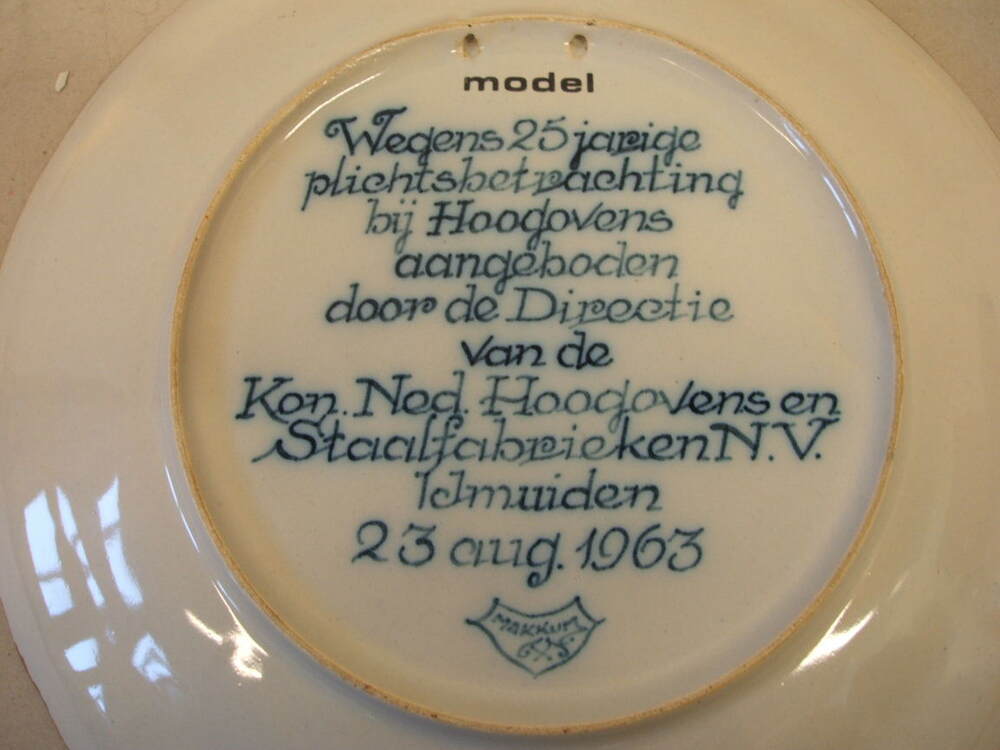 model
Wegens 25 jarige
plichtsbetrachting
bij Hoogovens
aangeboden
door de Directie
van de
Kon. Ned. Hoogovens en
Staalfabrieken N.V.
IJmuiden
23 aug. 1963
MAKKUM